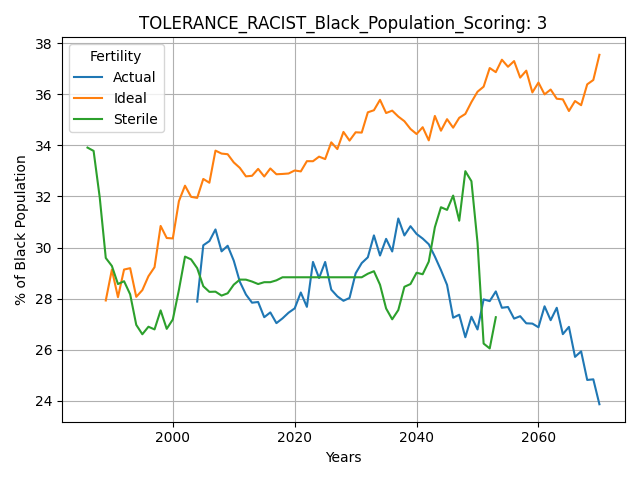 TOLERANCE_RACIST_Black_Population_Scoring: 3
Fertility
Actual
Ideal
Sterile
% of Black Population
38
36
34
32
30
28
26
24
2000 2020 2040 2060
Years